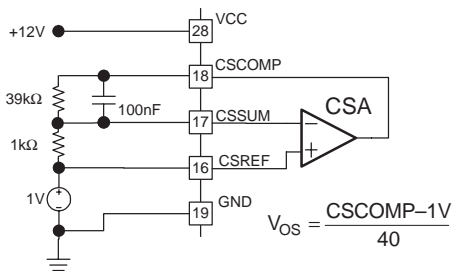 VCC
+12V
28
CSCOMP
18
39kΩ
100nF
CSA
17
CSSUM
−
1kΩ
+
16
CSREF
1V
+
−
GND
19
V_OS = CSCOMP−1V / 40